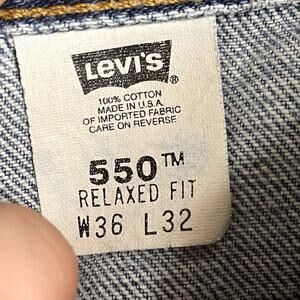 LEVI'S®
100% COTTON
MADE IN U.S.A.
OF IMPORTED FABRIC
CARE ON REVERSE
550™
RELAXED FIT
W36 L32